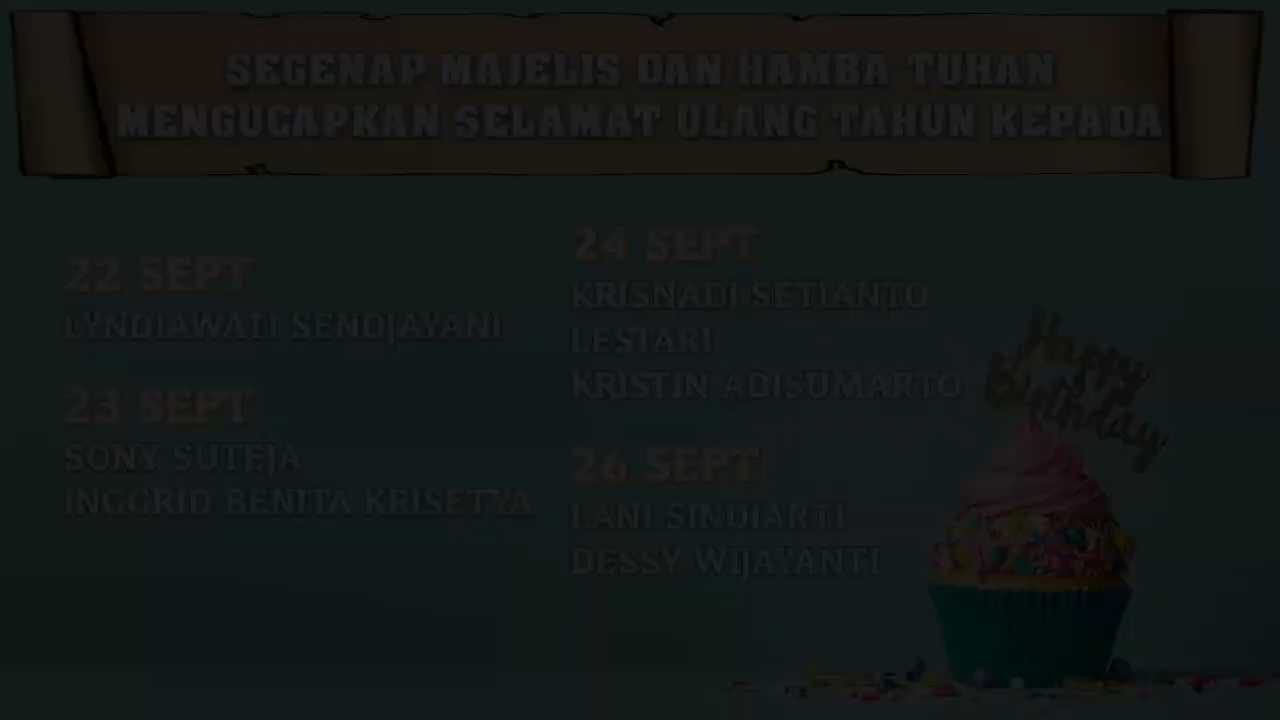 SEGENAP MAJELIS DAN HAMBA TUHAN
MENGUCAPKAN SELAMAT ULANG TAHUN KEPADA
22 SEPT
LYNDIAWATI SENDJAYANI
23 SEPT
SONY SUTEJA
INGGRID BENITA KRISETYA
24 SEPT
KRISNADI SETIANTO
LESTARI
KRISTIN ADISUMARTO
26 SEPT
LANI SINDIARTI
DESSY WIJAYANTI
Happy
Birthday